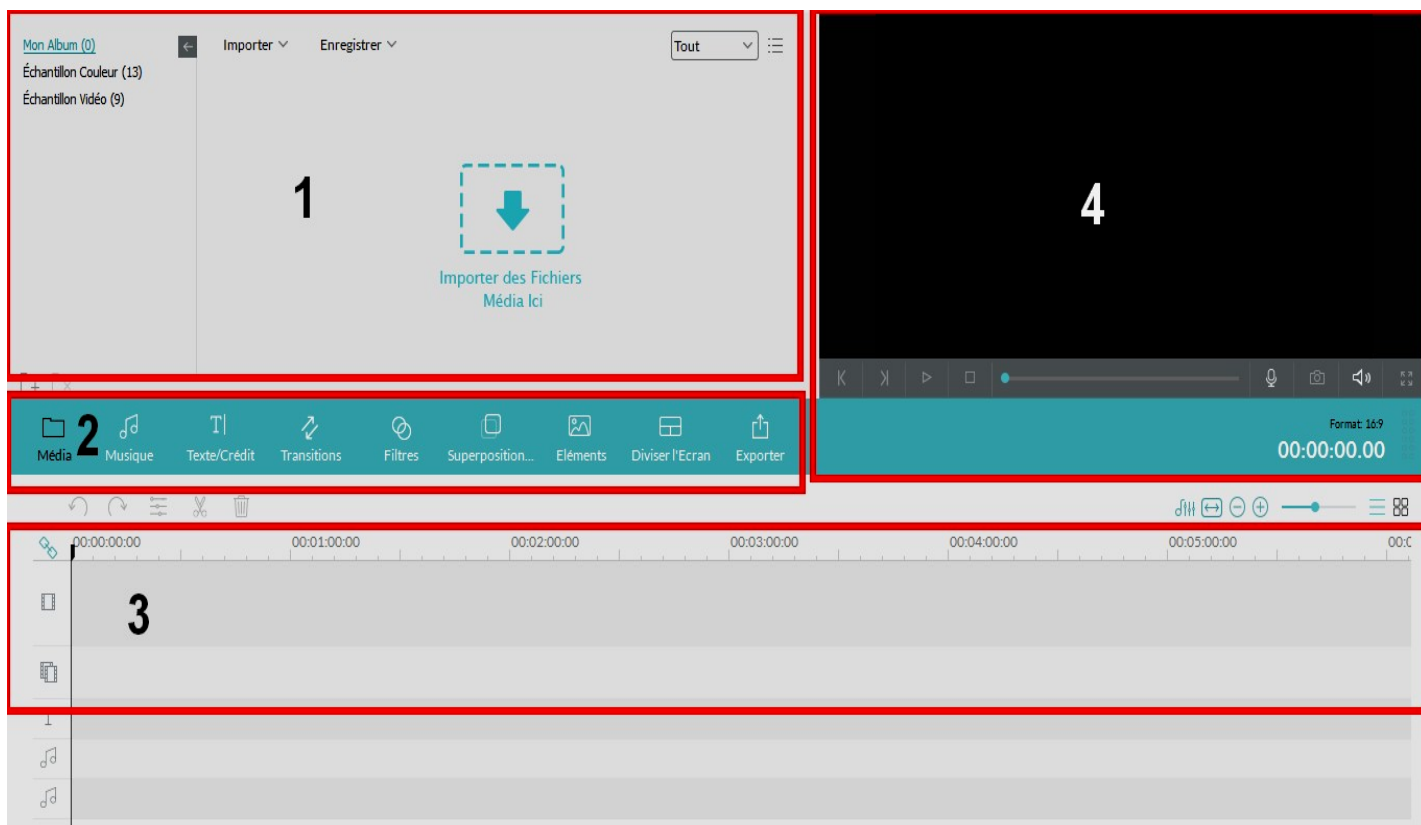 Mon Album (0)
Importer
Enregistrer
Tout
Échantillon Couleur (13)
Échantillon Vidéo (9)
1
Importer des Fichiers
Média Ici
4
2
Média
Musique
Texte/Crédit
Transitions
Filtres
Superposition...
Eléments
Diviser l'Ecran
Exporter
Format: 16:9
00:00:00.00
00:00:00:00
00:01:00:00
00:02:00:00
00:03:00:00
00:04:00:00
00:05:00:00
3